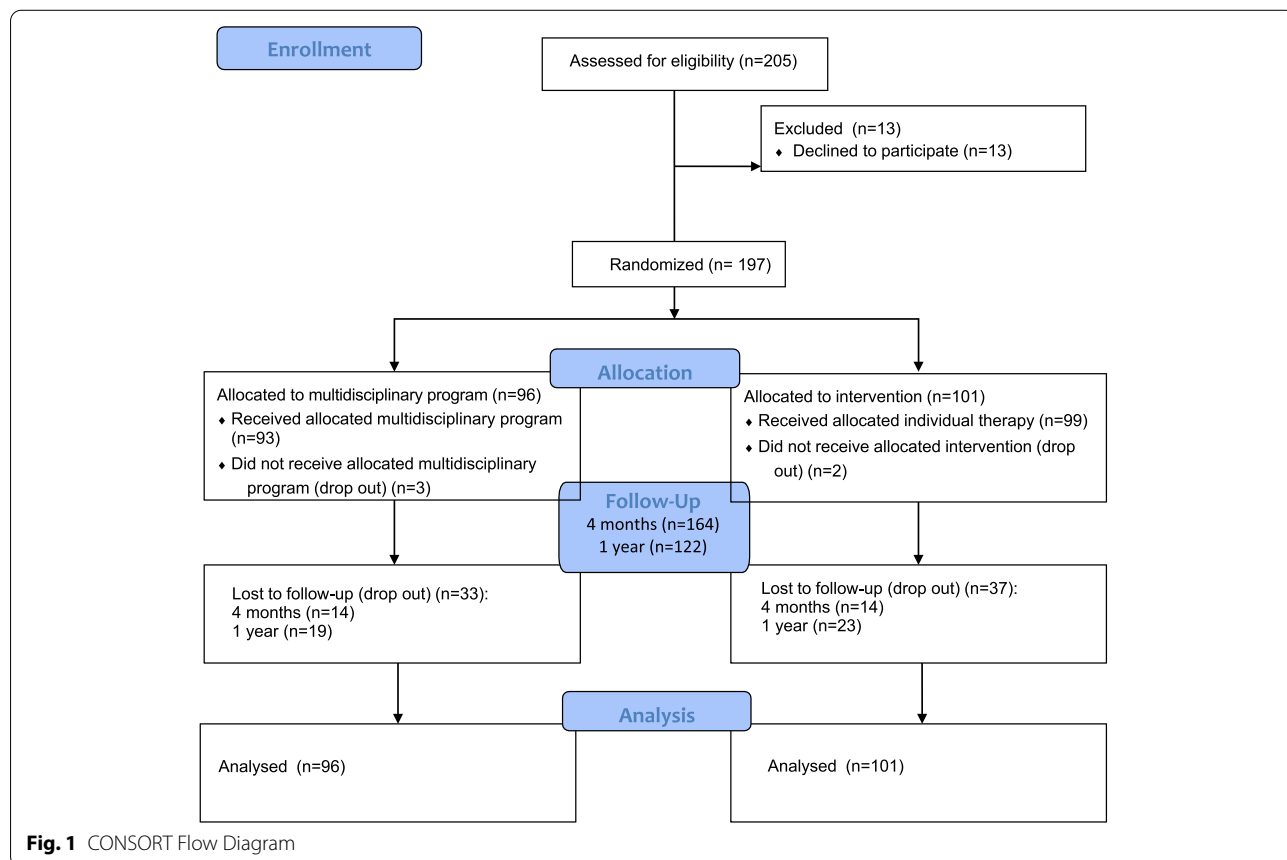 Enrollment
Assessed for eligibility (n=205)
Excluded (n=13)
♦ Declined to participate (n=13)
Randomized (n= 197)
Allocation
Allocated to multidisciplinary program (n=96)
♦ Received allocated multidisciplinary program
(n=93)
♦ Did not receive allocated multidisciplinary
program (drop out) (n=3)
Allocated to intervention (n=101)
♦ Received allocated individual therapy (n=99)
♦ Did not receive allocated intervention (drop
out) (n=2)
Follow-Up
4 months (n=164)
1 year (n=122)
Lost to follow-up (drop out) (n=33):
4 months (n=14)
1 year (n=19)
Lost to follow-up (drop out) (n=37):
4 months (n=14)
1 year (n=23)
Analysis
Analysed (n=96)
Analysed (n=101)
Fig. 1 CONSORT Flow Diagram